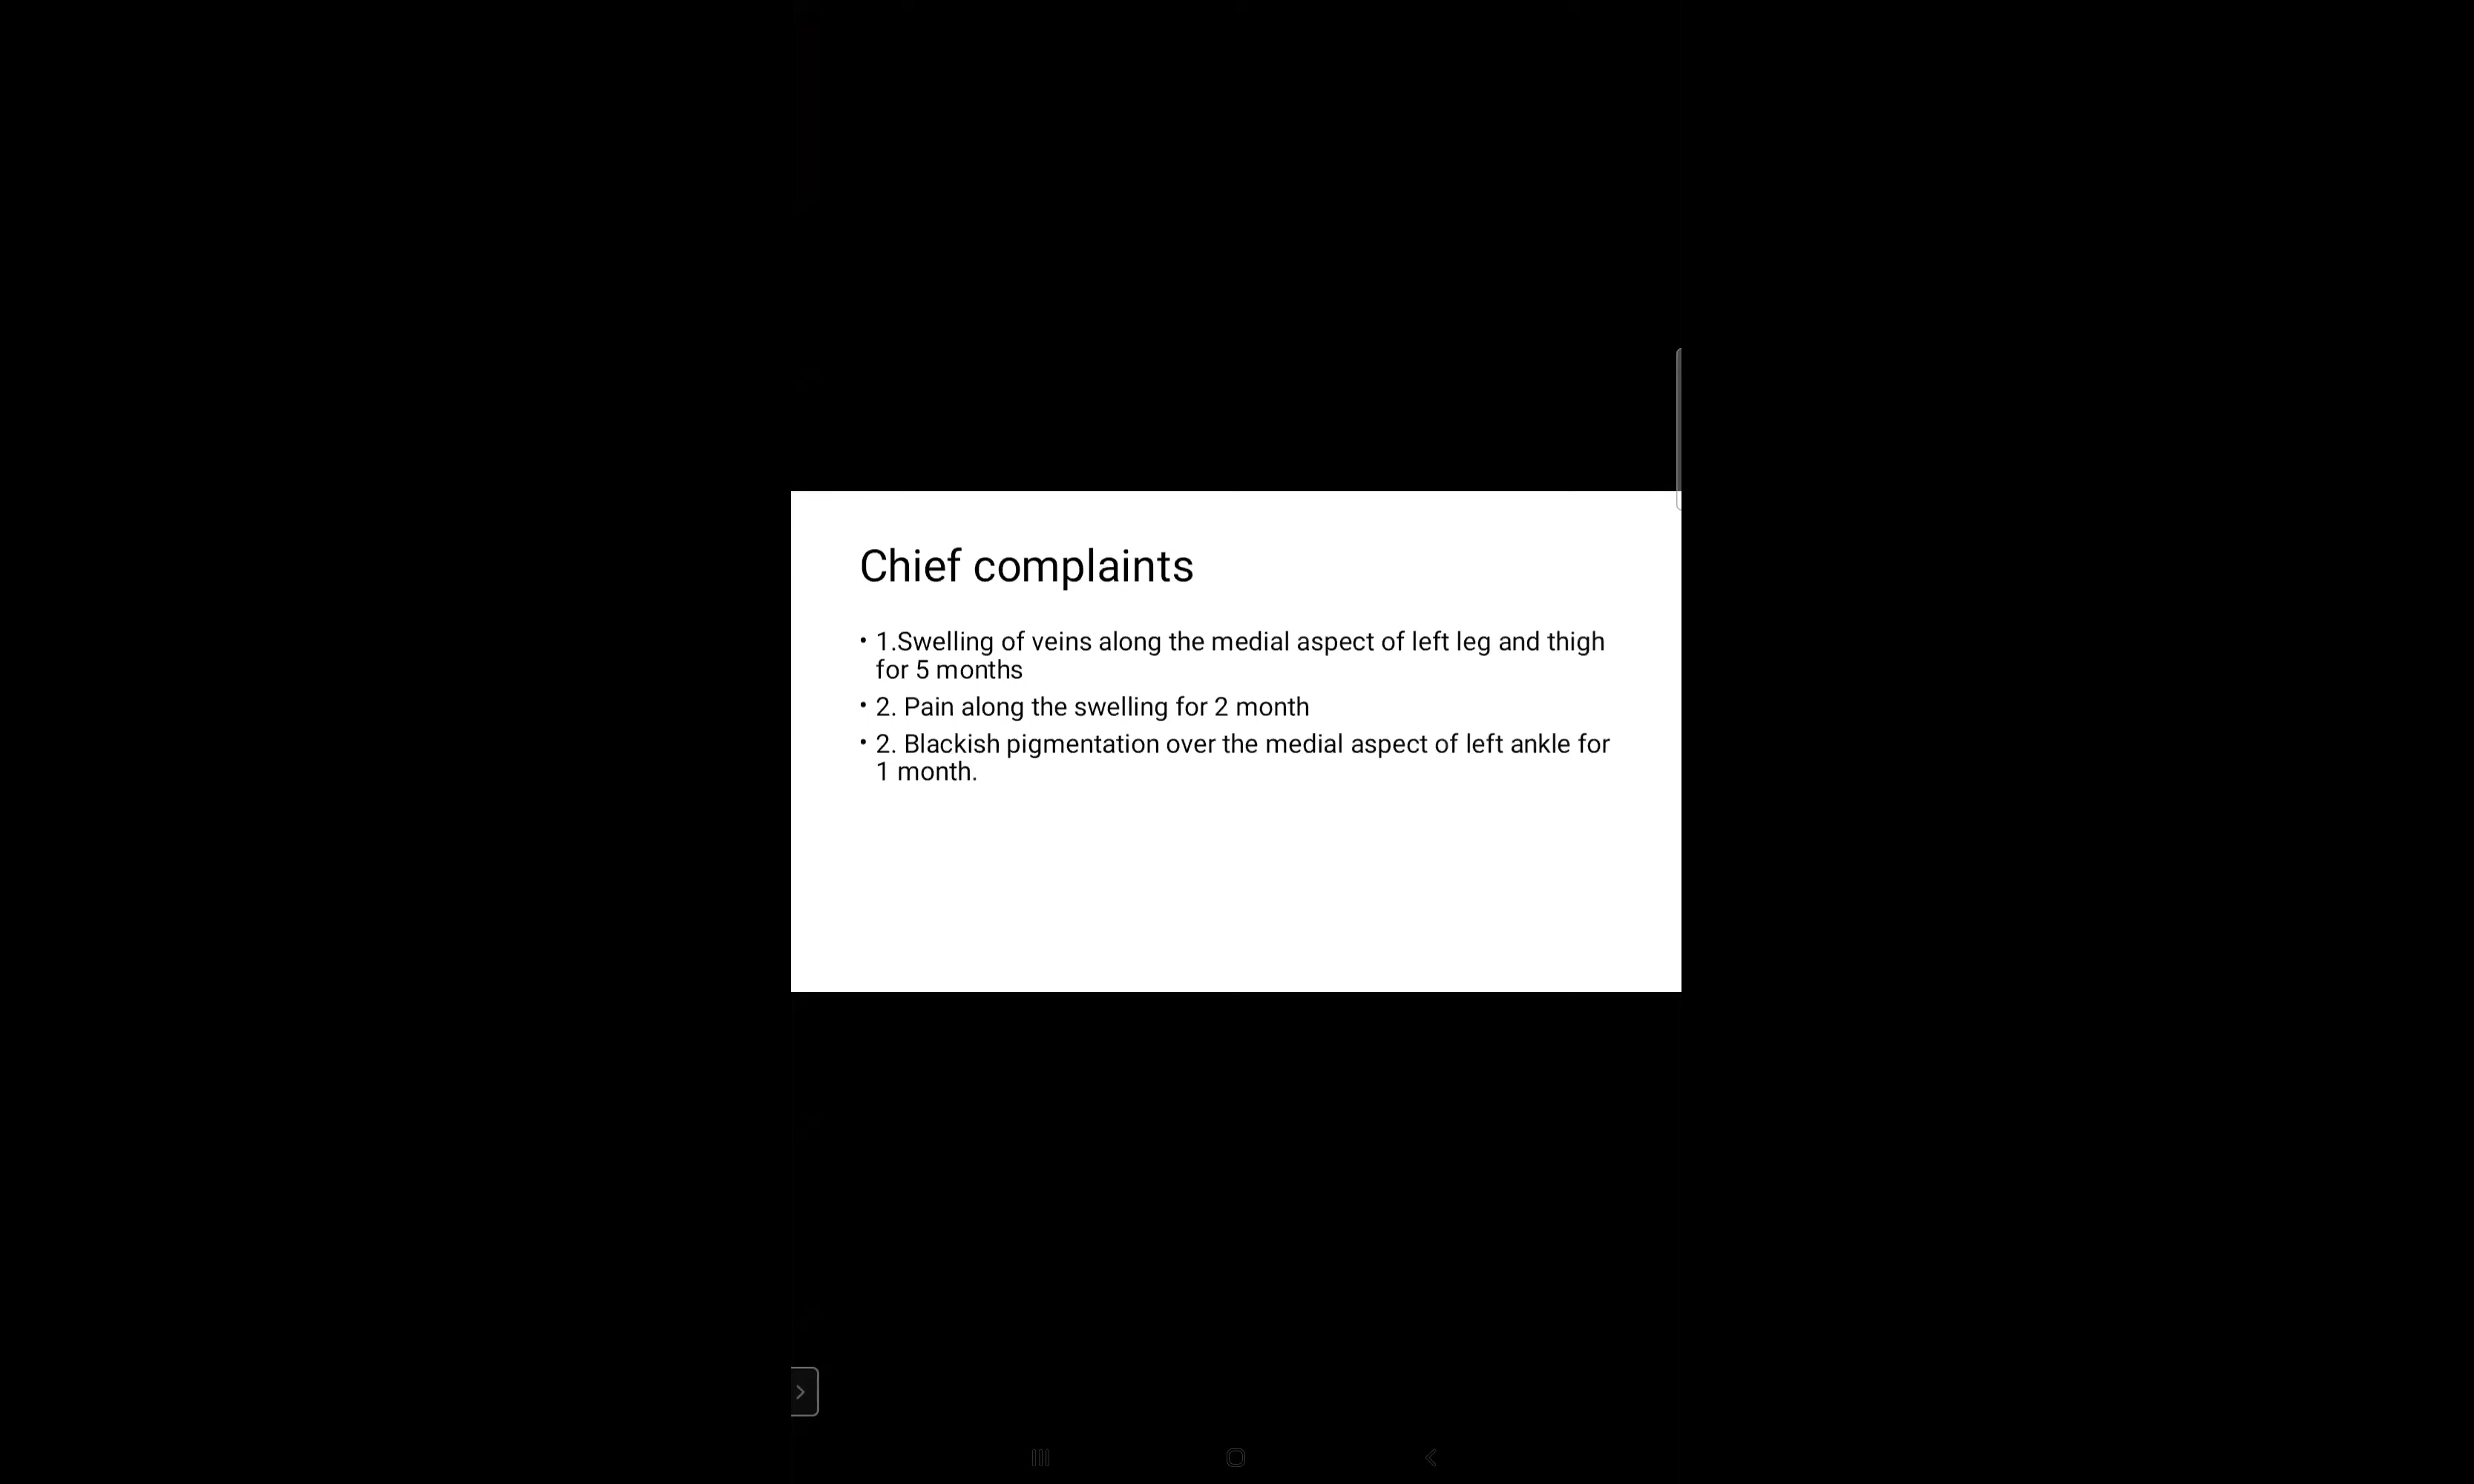 Chief complaints
• 1.Swelling of veins along the medial aspect of left leg and thigh
for 5 months
• 2. Pain along the swelling for 2 month
• 2. Blackish pigmentation over the medial aspect of left ankle for
1 month.